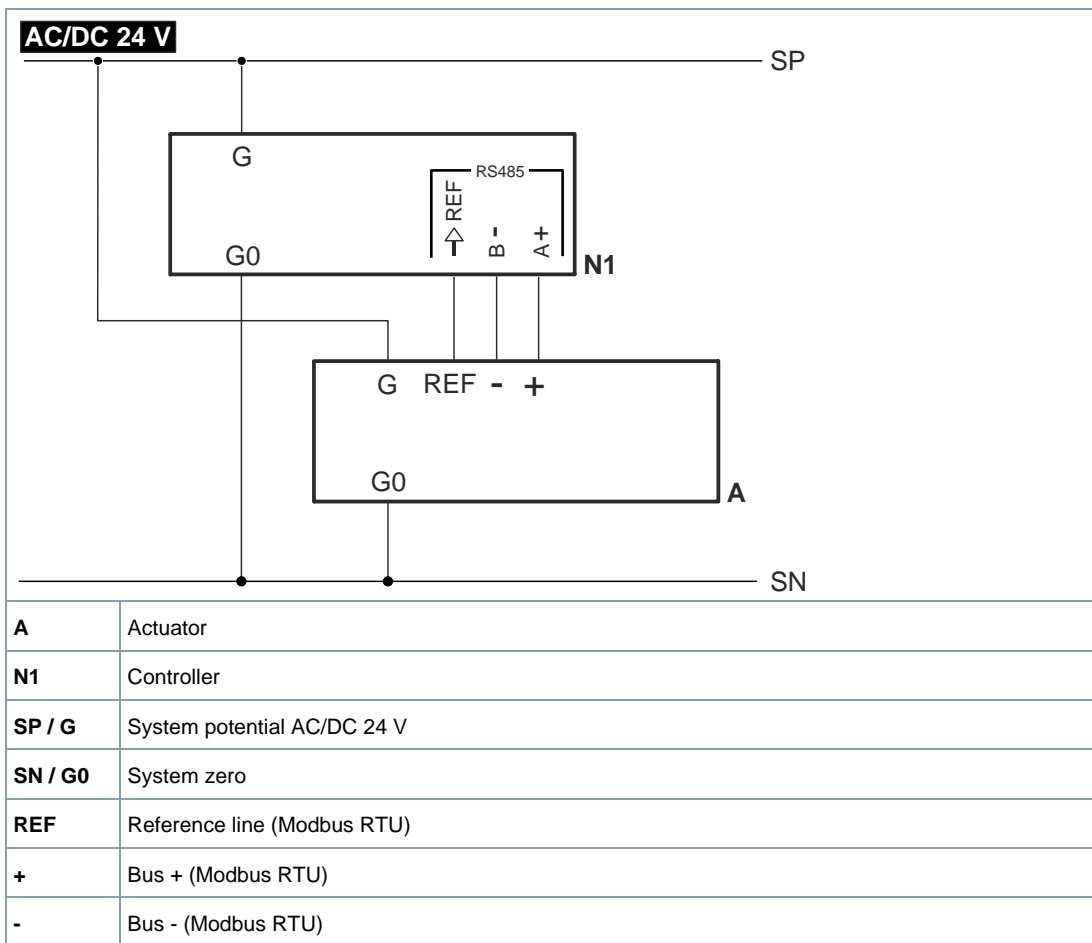 AC/DC 24 V
SP
G
RS485
REF
B -
A +
G0
N1
G REF - +
G0
A
SN
A Actuator
N1 Controller
SP / G System potential AC/DC 24 V
SN / G0 System zero
REF Reference line (Modbus RTU)
+ Bus + (Modbus RTU)
- Bus - (Modbus RTU)